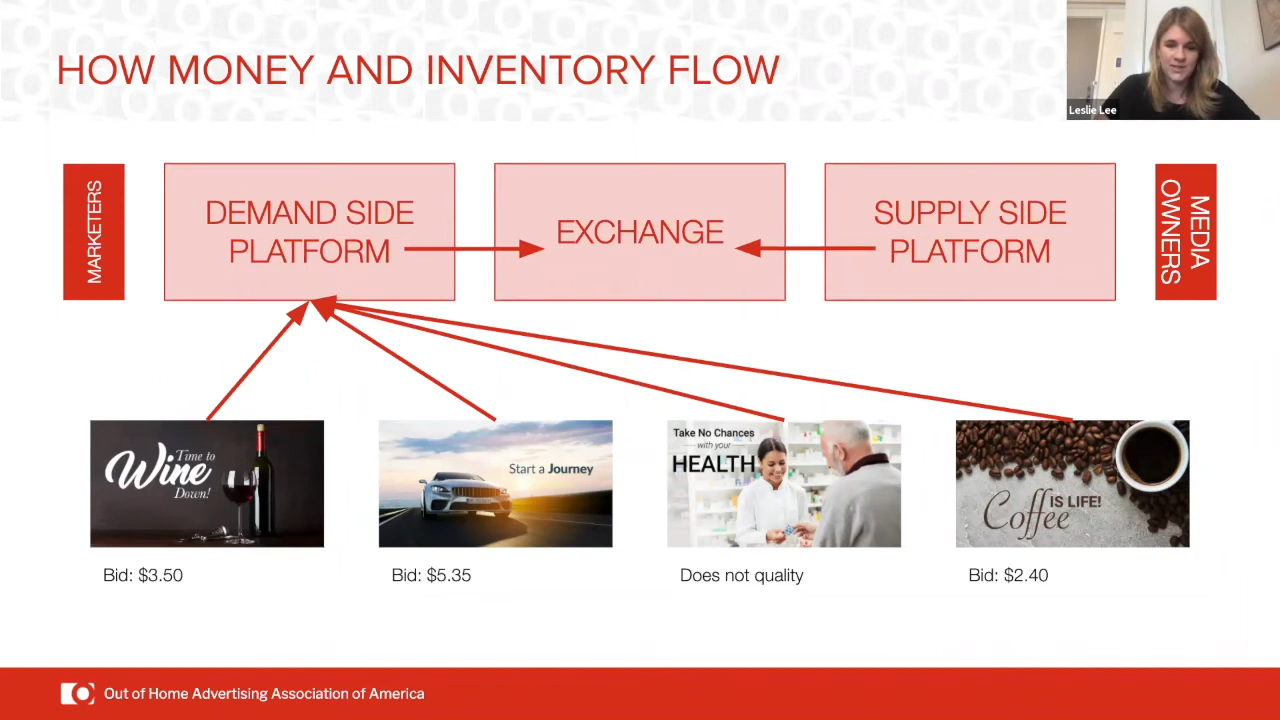 HOW MONEY AND INVENTORY FLOW
Leslie Lee
MARKETERS
DEMAND SIDE
PLATFORM
EXCHANGE
SUPPLY SIDE
PLATFORM
MEDIA
OWNERS
Time to
Wine
Down!
Start a Journey
Take No Chances
with your
HEALTH
Coffee IS LIFE!
Bid: $3.50
Bid: $5.35
Does not quality
Bid: $2.40
Out of Home Advertising Association of America